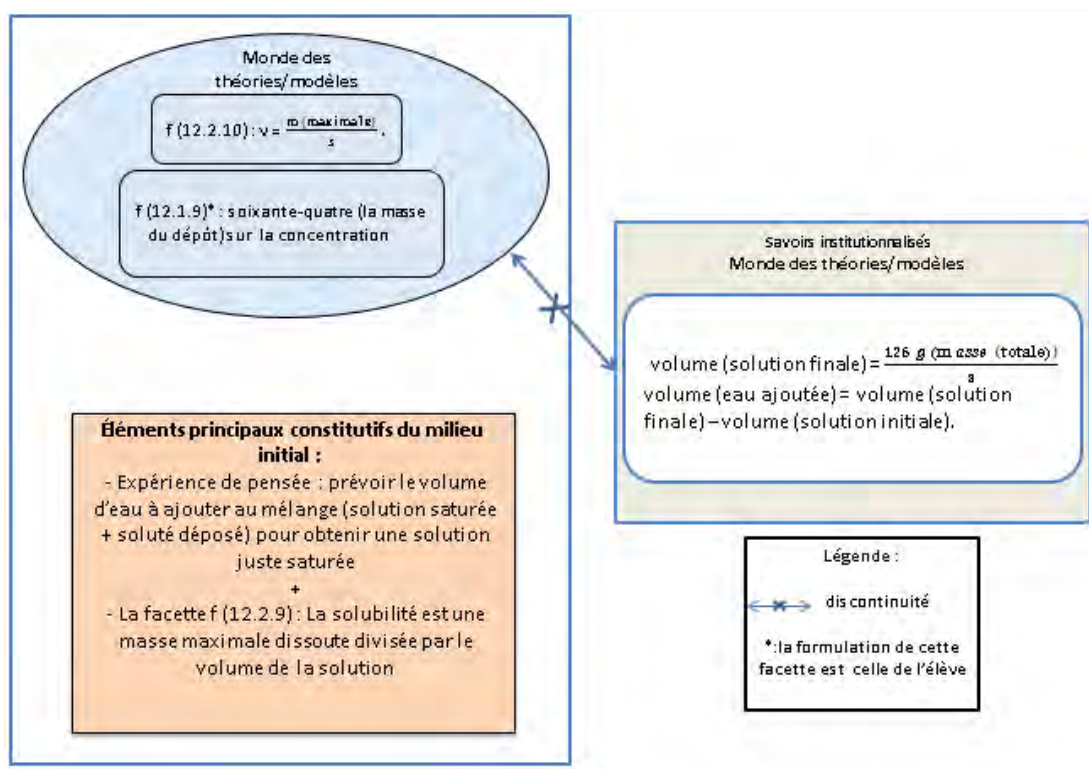 Monde des
théories/modèles
f (12.2.10) : v = m (maximale)
s
.
f (12.1.9)* : soixante-quatre (la masse
du dépôt) sur la concentration
Savoirs institutionnalisés
Monde des théories/modèles
volume (solution finale) = 126 g (masse (totale))
s
volume (eau ajoutée) = volume (solution
finale) – volume (solution initiale).
Éléments principaux constitutifs du milieu
initial :
- Expérience de pensée : prévoir le volume
d'eau à ajouter au mélange (solution saturée
+ soluté déposé) pour obtenir une solution
juste saturée
+
- La facette f (12.2.9) : La solubilité est une
masse maximale dissoute divisée par le
volume de la solution
Légende :
discontinuité
*:la formulation de cette
facette est celle de l'élève